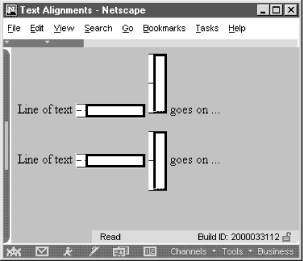 Text Alignments - Netscape
File Edit View Search Go Bookmarks Tasks Help
Line of text goes on ...
Line of text goes on ...
Read Build ID: 2000033112
Channels Tools Business